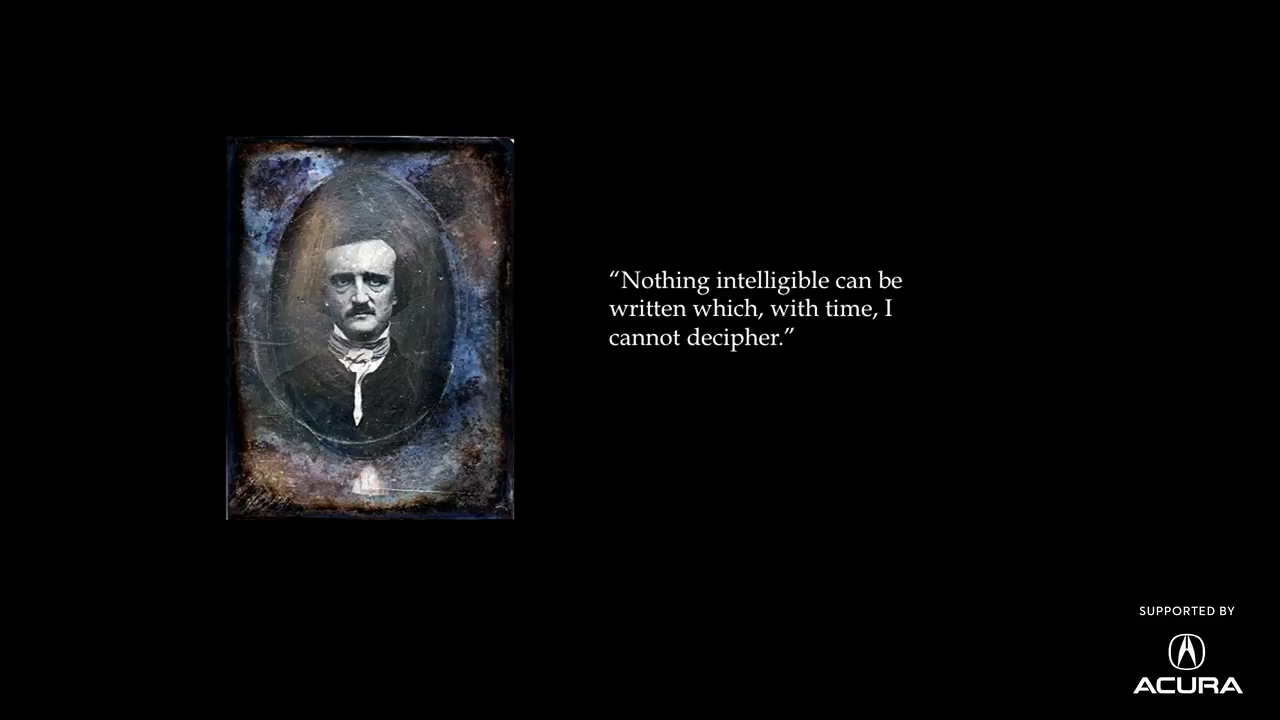 “Nothing intelligible can be
written which, with time, I
cannot decipher.”
SUPPORTED BY
ACURA